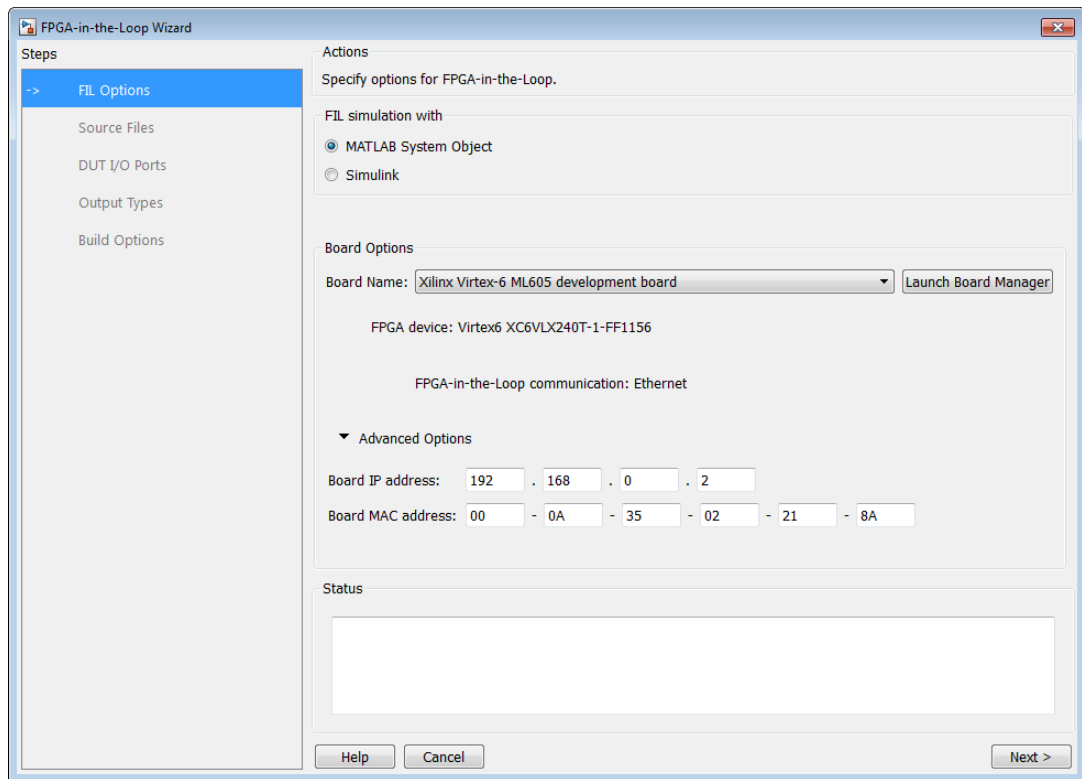 FPGA-in-the-Loop Wizard
Steps
-> FIL Options
Source Files
DUT I/O Ports
Output Types
Build Options
Actions
Specify options for FPGA-in-the-Loop.
FIL simulation with
MATLAB System Object
Simulink
Board Options
Board Name: Xilinx Virtex-6 ML605 development board Launch Board Manager
FPGA device: Virtex6 XC6VLX240T-1-FF1156
FPGA-in-the-Loop communication: Ethernet
Advanced Options
Board IP address: 192 . 168 . 0 . 2
Board MAC address: 00 - 0A - 35 - 02 - 21 - 8A
Status
Help Cancel Next >